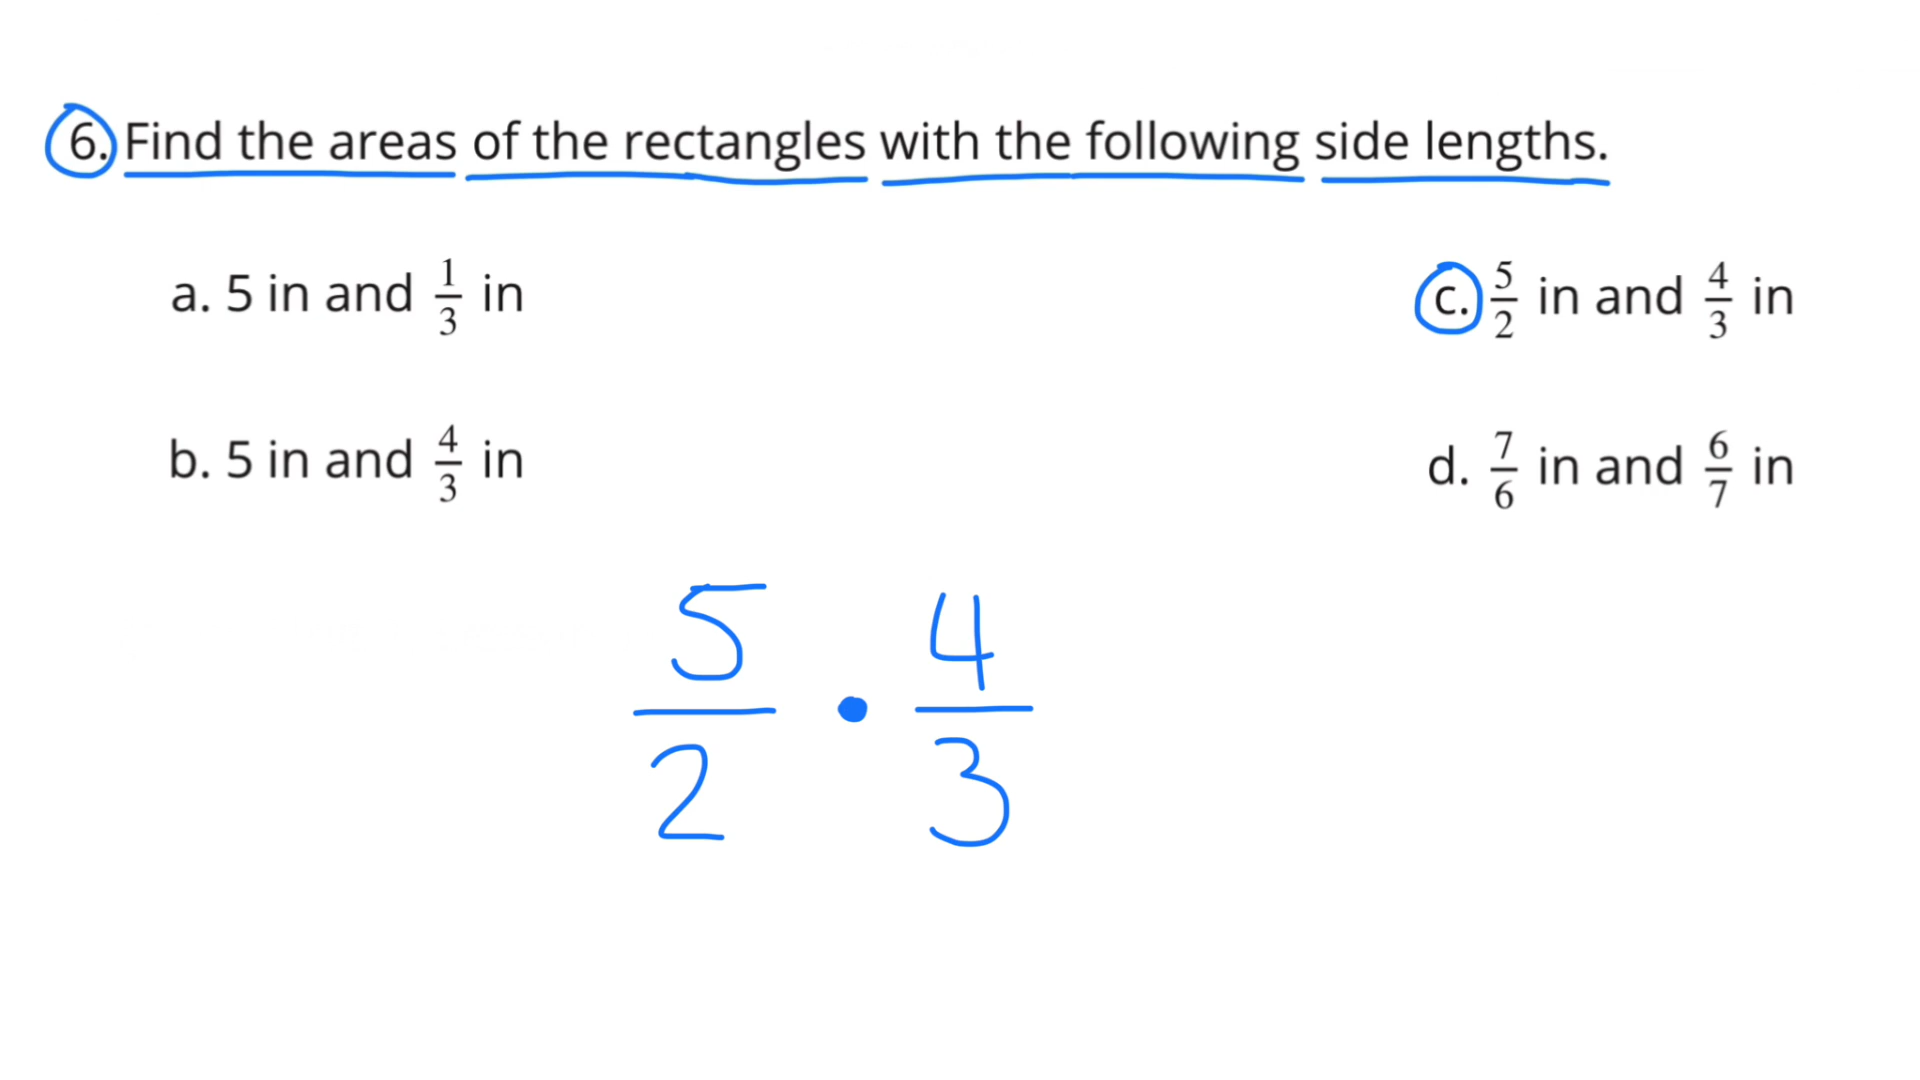 6. Find the areas of the rectangles with the following side lengths.
a. 5 in and 1/3 in
c. 5/2 in and 4/3 in
b. 5 in and 4/3 in
d. 7/6 in and 6/7 in
5/2 • 4/3